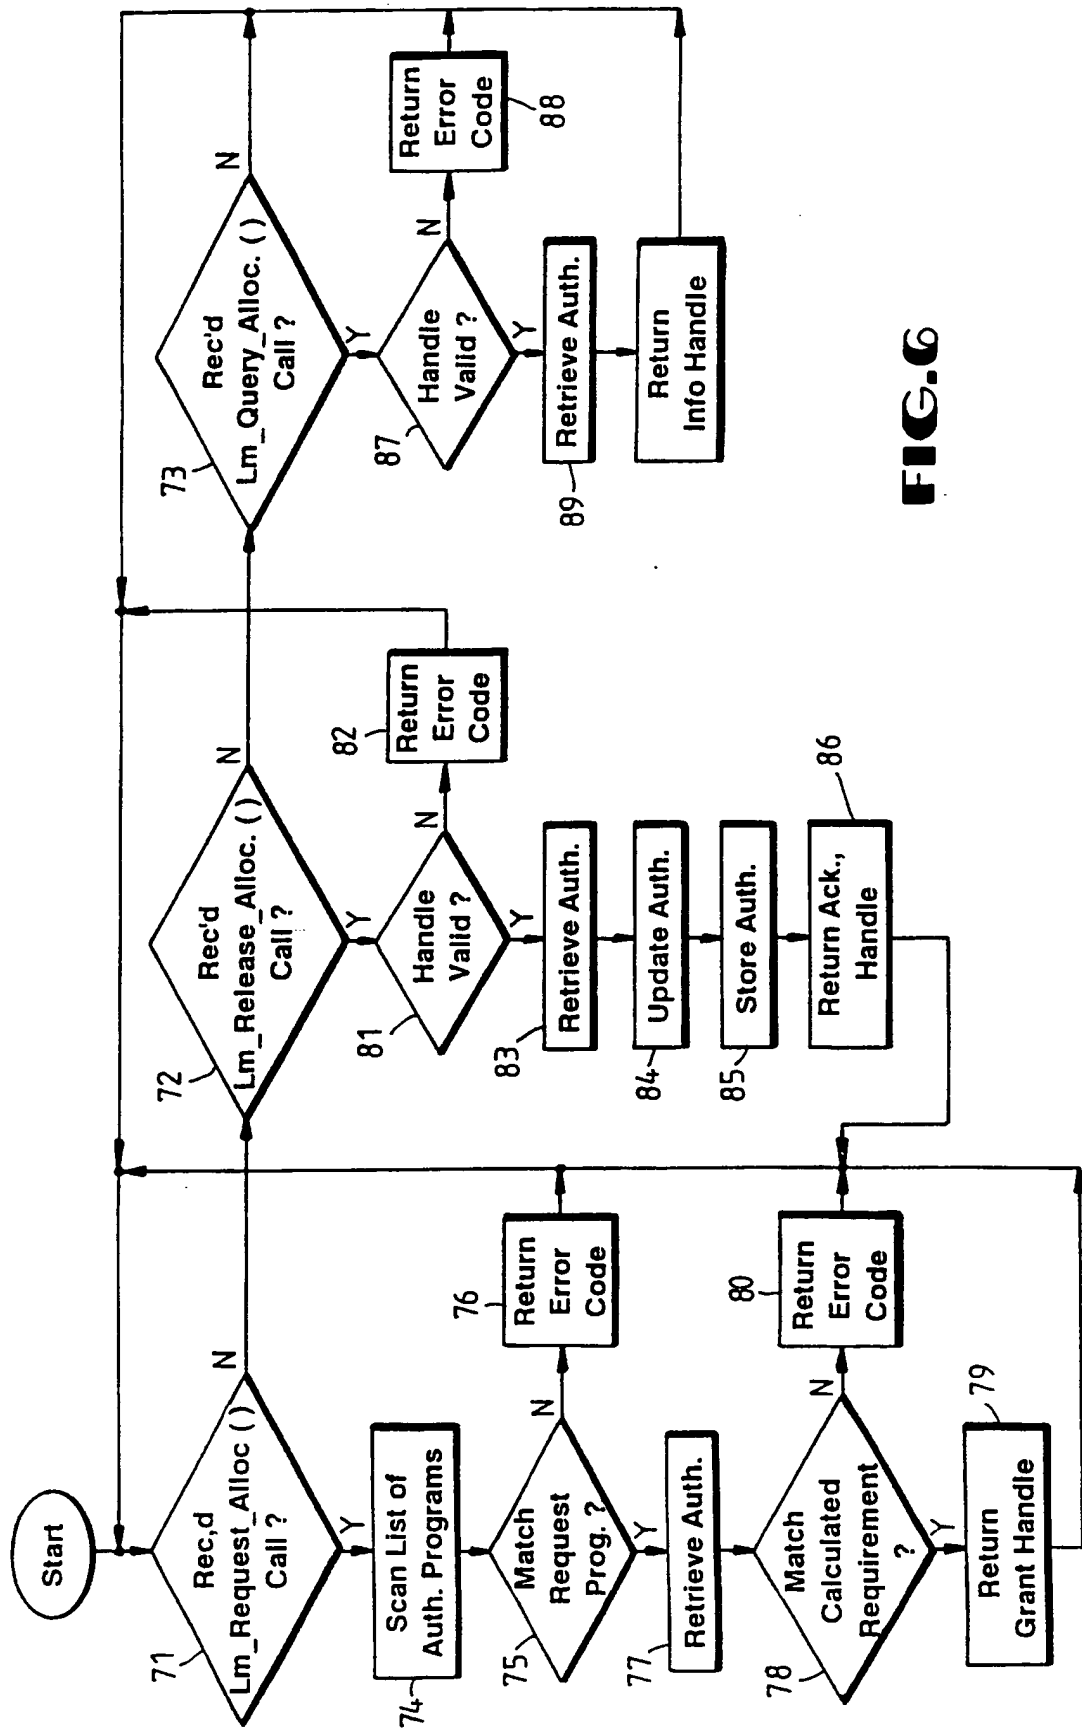 Start
71
Rec,d
Lm_Request_Alloc ( )
Call ?
N
Y
74
Scan List of
Auth. Programs
75
Match
Request
Prog. ?
N
Y
76
Return
Error
Code
77
Retrieve Auth.
78
Match
Calculated
Requirement
?
N
Y
80
Return
Error
Code
79
Return
Grant Handle
72
Rec'd
Lm_Release_Alloc. ( )
Call ?
N
Y
81
Handle
Valid ?
N
Y
82
Return
Error
Code
83
Retrieve Auth.
84
Update Auth.
85
Store Auth.
86
Return Ack.,
Handle
73
Rec'd
Lm_Query_Alloc. ( )
Call ?
N
Y
87
Handle
Valid ?
N
Y
88
Return
Error
Code
89
Retrieve Auth.
Return
Info Handle
FIG.6